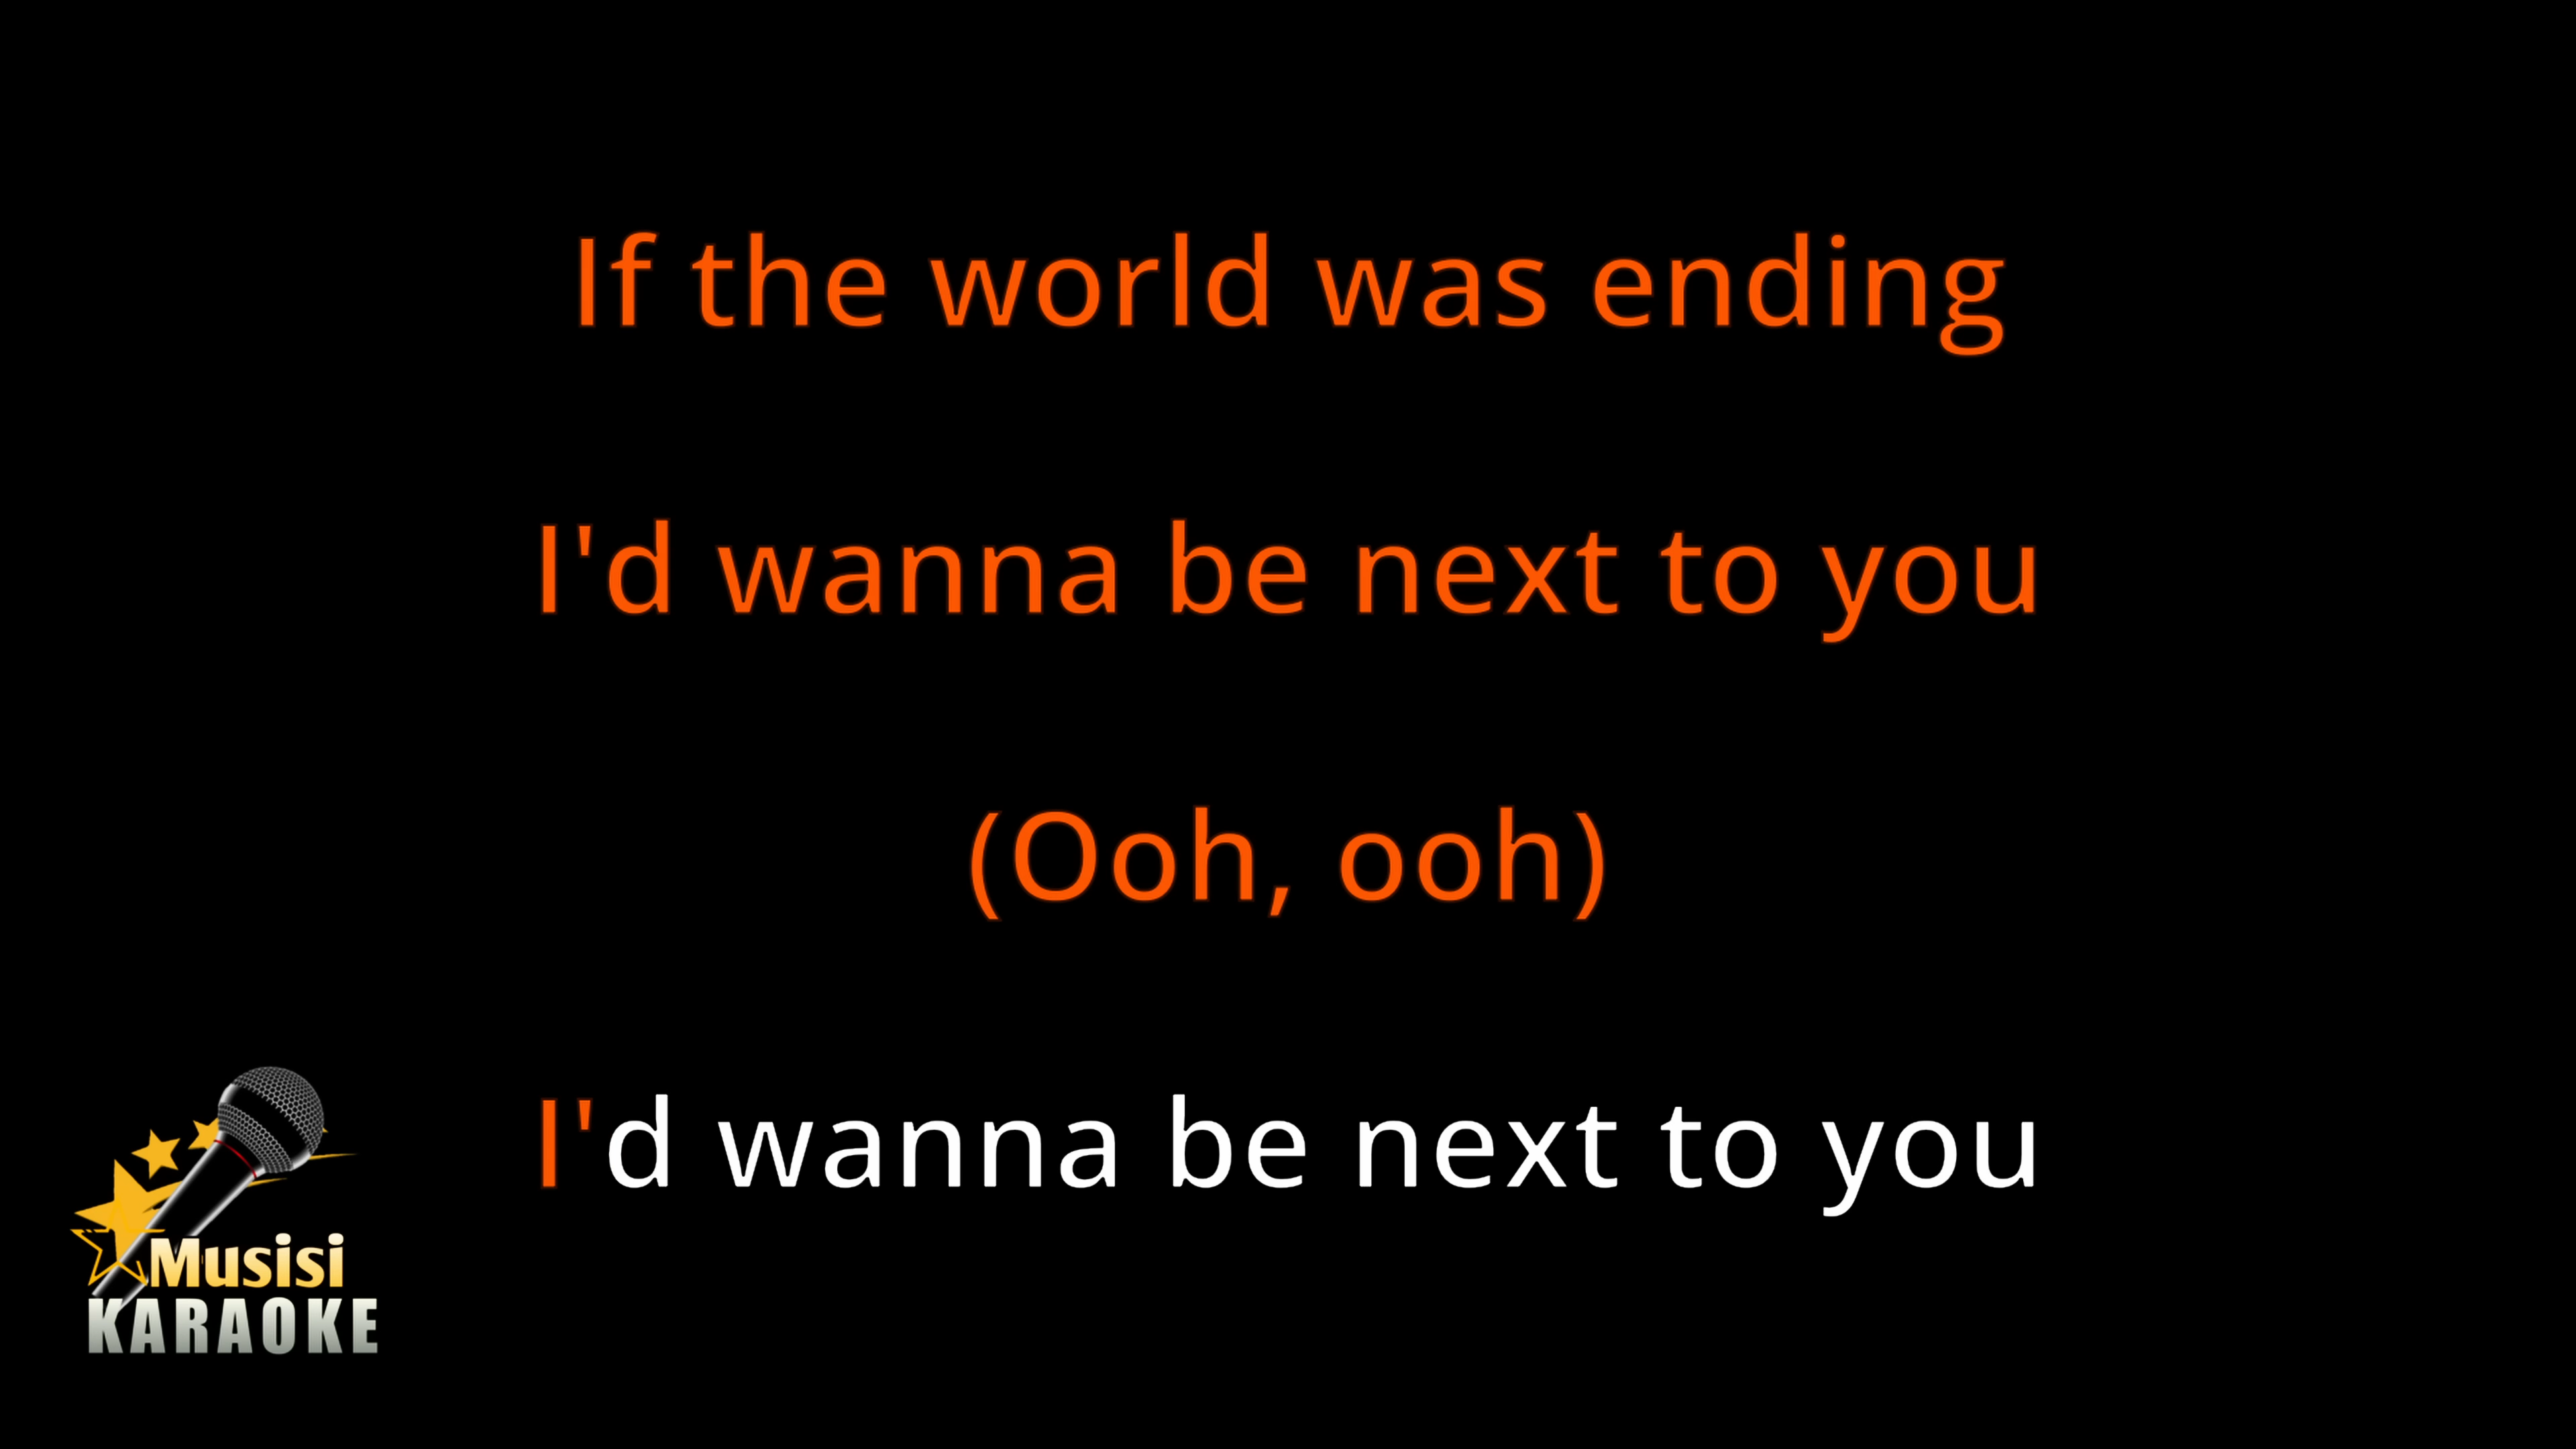 If the world was ending
I'd wanna be next to you
(Ooh, ooh)
I'd wanna be next to you
Musisi
KARAOKE